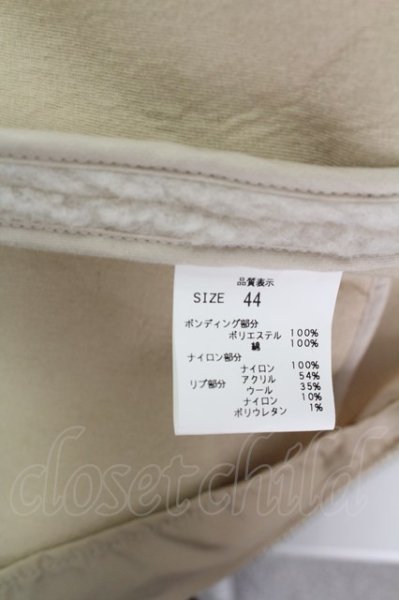 品質表示
SIZE 44
ボンディング部分
ポリエステル 100%
綿 100%
ナイロン部分
ナイロン 100%
リブ部分 アクリル 54%
ウール 35%
ナイロン 10%
ポリウレタン 1%
closetchild